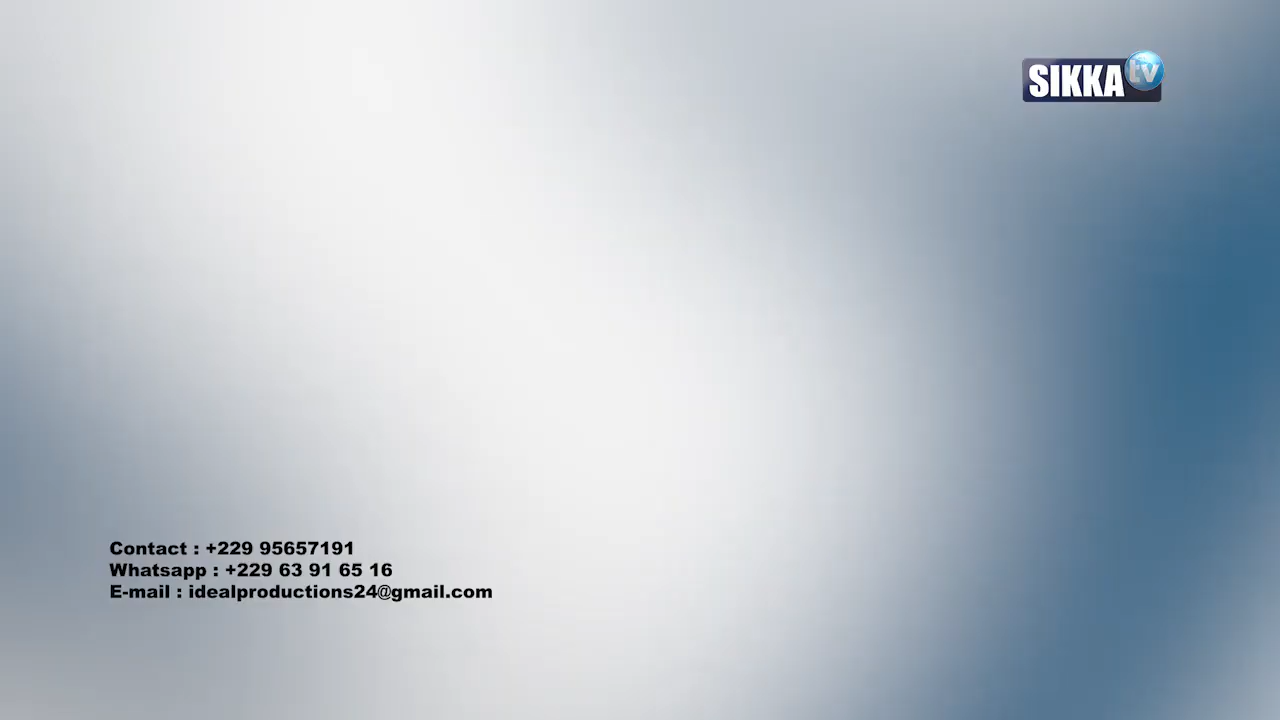 SIKKA tv
Contact : +229 95657191
Whatsapp : +229 63 91 65 16
E-mail : idealproductions24@gmail.com